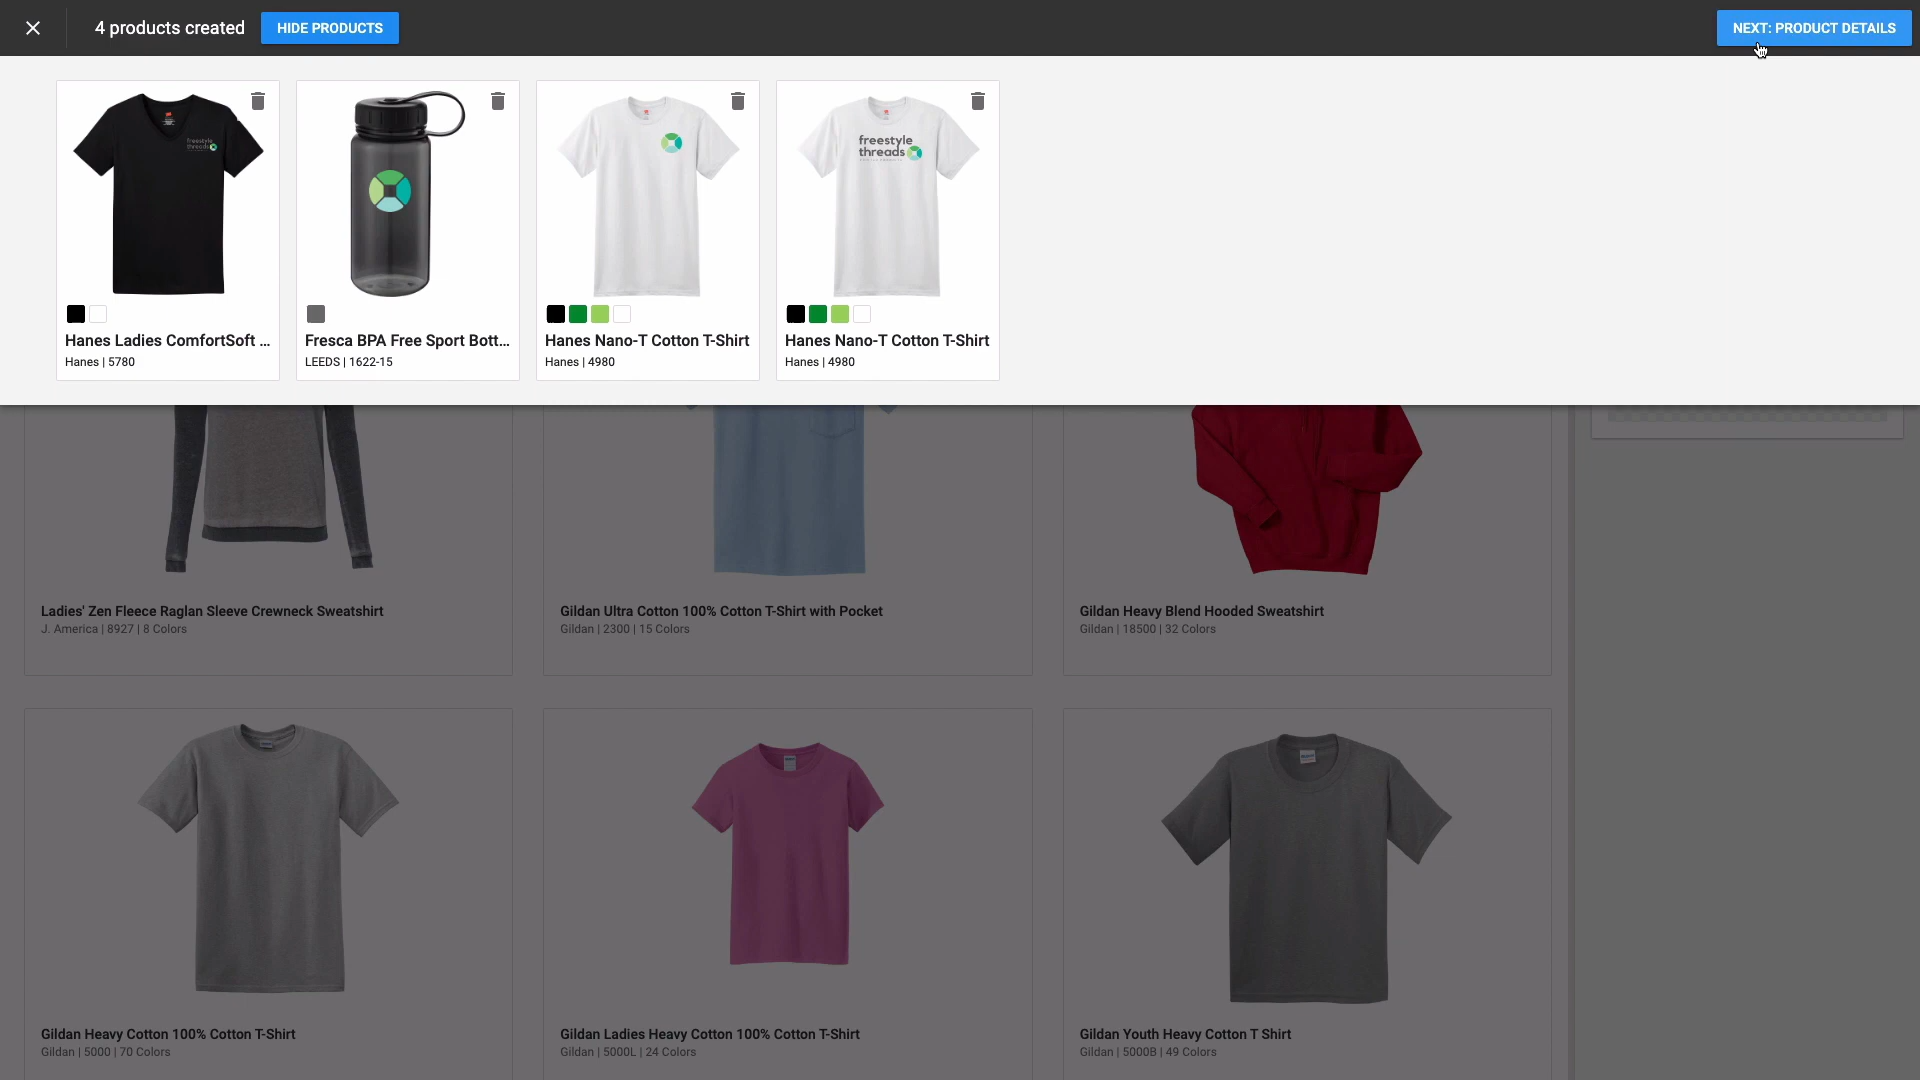 4 products created
HIDE PRODUCTS
NEXT: PRODUCT DETAILS
freestyle
threads
freestyle
threads
Hanes Ladies ComfortSoft ...
Hanes | 5780
Fresca BPA Free Sport Bott...
LEEDS | 1622-15
Hanes Nano-T Cotton T-Shirt
Hanes | 4980
Hanes Nano-T Cotton T-Shirt
Hanes | 4980
Ladies' Zen Fleece Raglan Sleeve Crewneck Sweatshirt
J. America | 8927 | 8 Colors
Gildan Ultra Cotton 100% Cotton T-Shirt with Pocket
Gildan | 2300 | 15 Colors
Gildan Heavy Blend Hooded Sweatshirt
Gildan | 18500 | 32 Colors
Gildan Heavy Cotton 100% Cotton T-Shirt
Gildan | 5000 | 70 Colors
Gildan Ladies Heavy Cotton 100% Cotton T-Shirt
Gildan | 5000L | 24 Colors
Gildan Youth Heavy Cotton T Shirt
Gildan | 5000B | 49 Colors